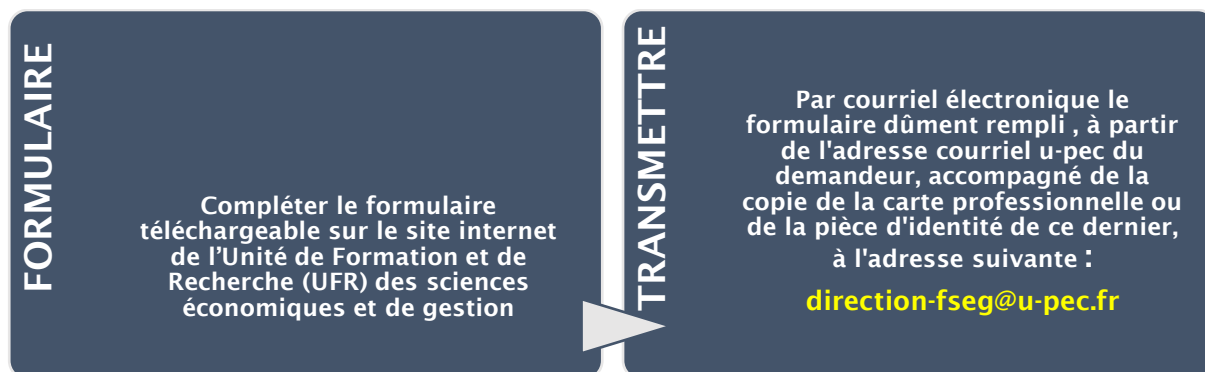 FORMULAIRE
Compléter le formulaire
téléchargeable sur le site internet
de l’Unité de Formation et de
Recherche (UFR) des sciences
économiques et de gestion
TRANSMETTRE
Par courriel électronique le
formulaire dûment rempli , à partir
de l'adresse courriel u-pec du
demandeur, accompagné de la
copie de la carte professionnelle ou
de la pièce d'identité de ce dernier,
à l'adresse suivante :
direction-fseg@u-pec.fr